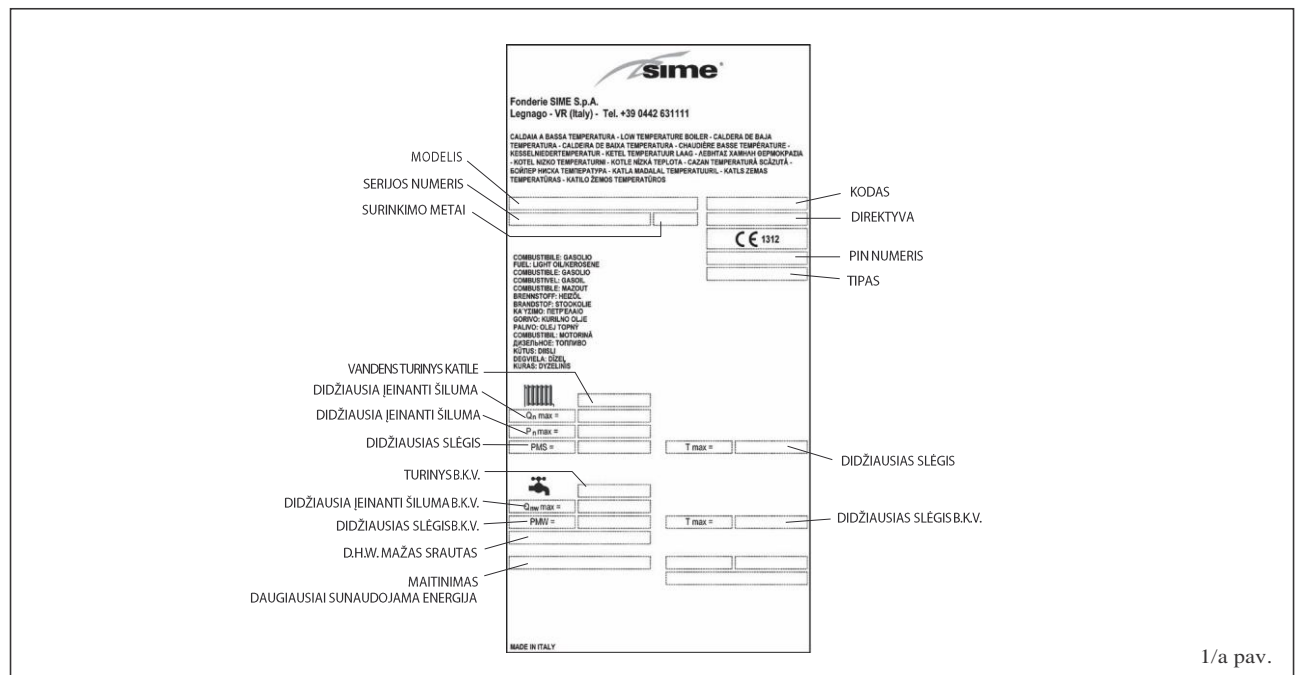 sime
Fonderie SIME S.p.A.
Legnago - VR (Italy) - Tel. +39 0442 631111
CALDAIA A BASSA TEMPERATURA - LOW TEMPERATURE BOILER - CALDERA DE BAJA
TEMPERATURA - CALDEIRA DE BAIXA TEMPERATURA - CHAUDIÈRE BASSE TEMPÉRATURE -
KESSELNIEDERTEMPERATUR - KETEL TEMPERATUUR LAAG - ΛΕΒΗΤΑΣ ΧΑΜΗΛΗ ΘΕΡΜΟΚΡΑΣΙΑ
- KOTEL NIZKO TEMPERATURNI - KOTLE NÍZKÁ TEPLOTA - CAZAN TEMPERATURĂ SCĂZUTĂ -
БОЙЛЕР НИСКА ТЕМПЕРАТУРА - KATLA MADALAL TEMPERATUURIL - KATLS ZEMAS
TEMPERATŪRAS - KATILO ŽEMOS TEMPERATŪROS
MODELIS
SERIJOS NUMERIS
SURINKIMO METAI
KODAS
DIREKTYVA
CE 1312
PIN NUMERIS
TIPAS
COMBUSTIBILE: GASOLIO
FUEL: LIGHT OIL/KEROSENE
COMBUSTIBLE: GASOLIO
COMBUSTIVEL: GASOIL
COMBUSTIBLE: MAZOUT
BRENNSTOFF: HEIZÖL
BRANDSTOF: STOOKOLIE
ΚΑΎΣΙΜΟ: ΠΕΤΡΈΛΑΙΟ
GORIVO: KURILNO OLJE
PALIVO: OLEJ TOPNÝ
COMBUSTIBIL: MOTORINĂ
ДИЗЕЛЬНОЕ: ТОПЛИВО
KÜTUS: DIISLI
DEGVIELA: DĪZEĻ
KURAS: DYZELINIS
VANDENS TURINYS KATILE
DIDŽIAUSIA ĮEINANTI ŠILUMA
Qn max =
DIDŽIAUSIA ĮEINANTI ŠILUMA
Pn max =
DIDŽIAUSIAS SLĖGIS
PMS =
T max =
DIDŽIAUSIAS SLĖGIS
TURINYS B.K.V.
DIDŽIAUSIA ĮEINANTI ŠILUMA B.K.V.
Qnw max =
DIDŽIAUSIAS SLĖGIS B.K.V.
PMW =
T max =
DIDŽIAUSIAS SLĖGIS B.K.V.
D.H.W. MAŽAS SRAUTAS
MAITINIMAS
DAUGIAUSIAI SUNAUDOJAMA ENERGIJA
MADE IN ITALY
1/a pav.